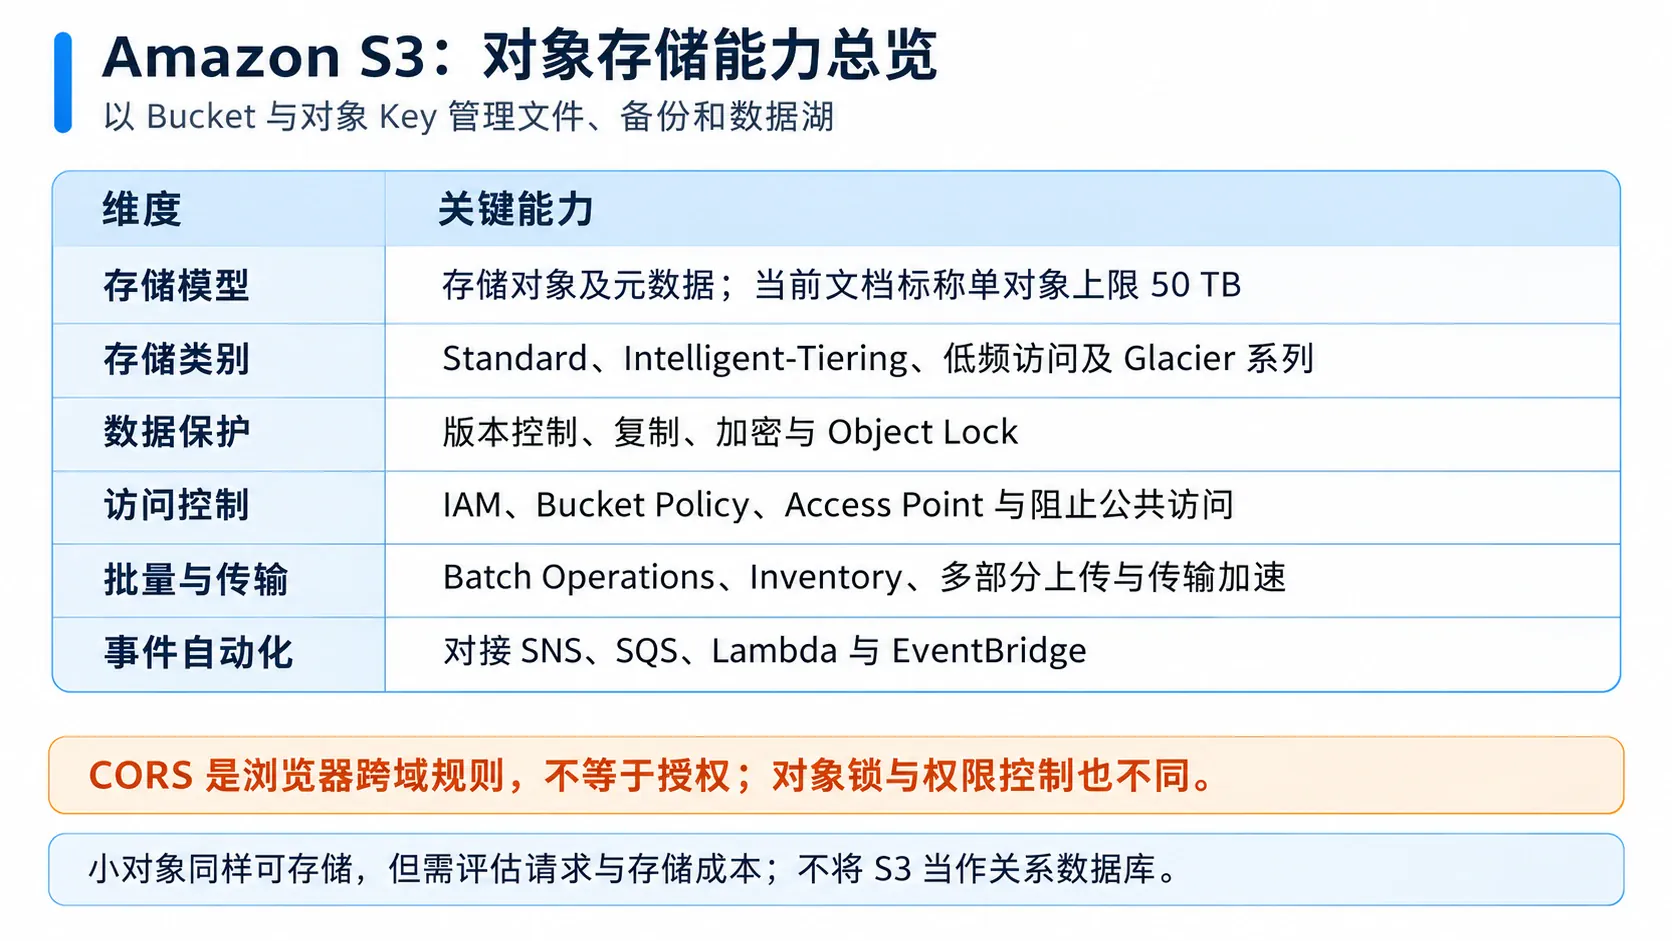 Amazon S3：对象存储能力总览
以 Bucket 与对象 Key 管理文件、备份和数据湖
维度 关键能力
存储模型 存储对象及元数据；当前文档标称单对象上限 50 TB
存储类别 Standard、Intelligent-Tiering、低频访问及 Glacier 系列
数据保护 版本控制、复制、加密与 Object Lock
访问控制 IAM、Bucket Policy、Access Point 与阻止公共访问
批量与传输 Batch Operations、Inventory、多部分上传与传输加速
事件自动化 对接 SNS、SQS、Lambda 与 EventBridge
CORS 是浏览器跨域规则，不等于授权；对象锁与权限控制也不同。
小对象同样可存储，但需评估请求与存储成本；不将 S3 当作关系数据库。